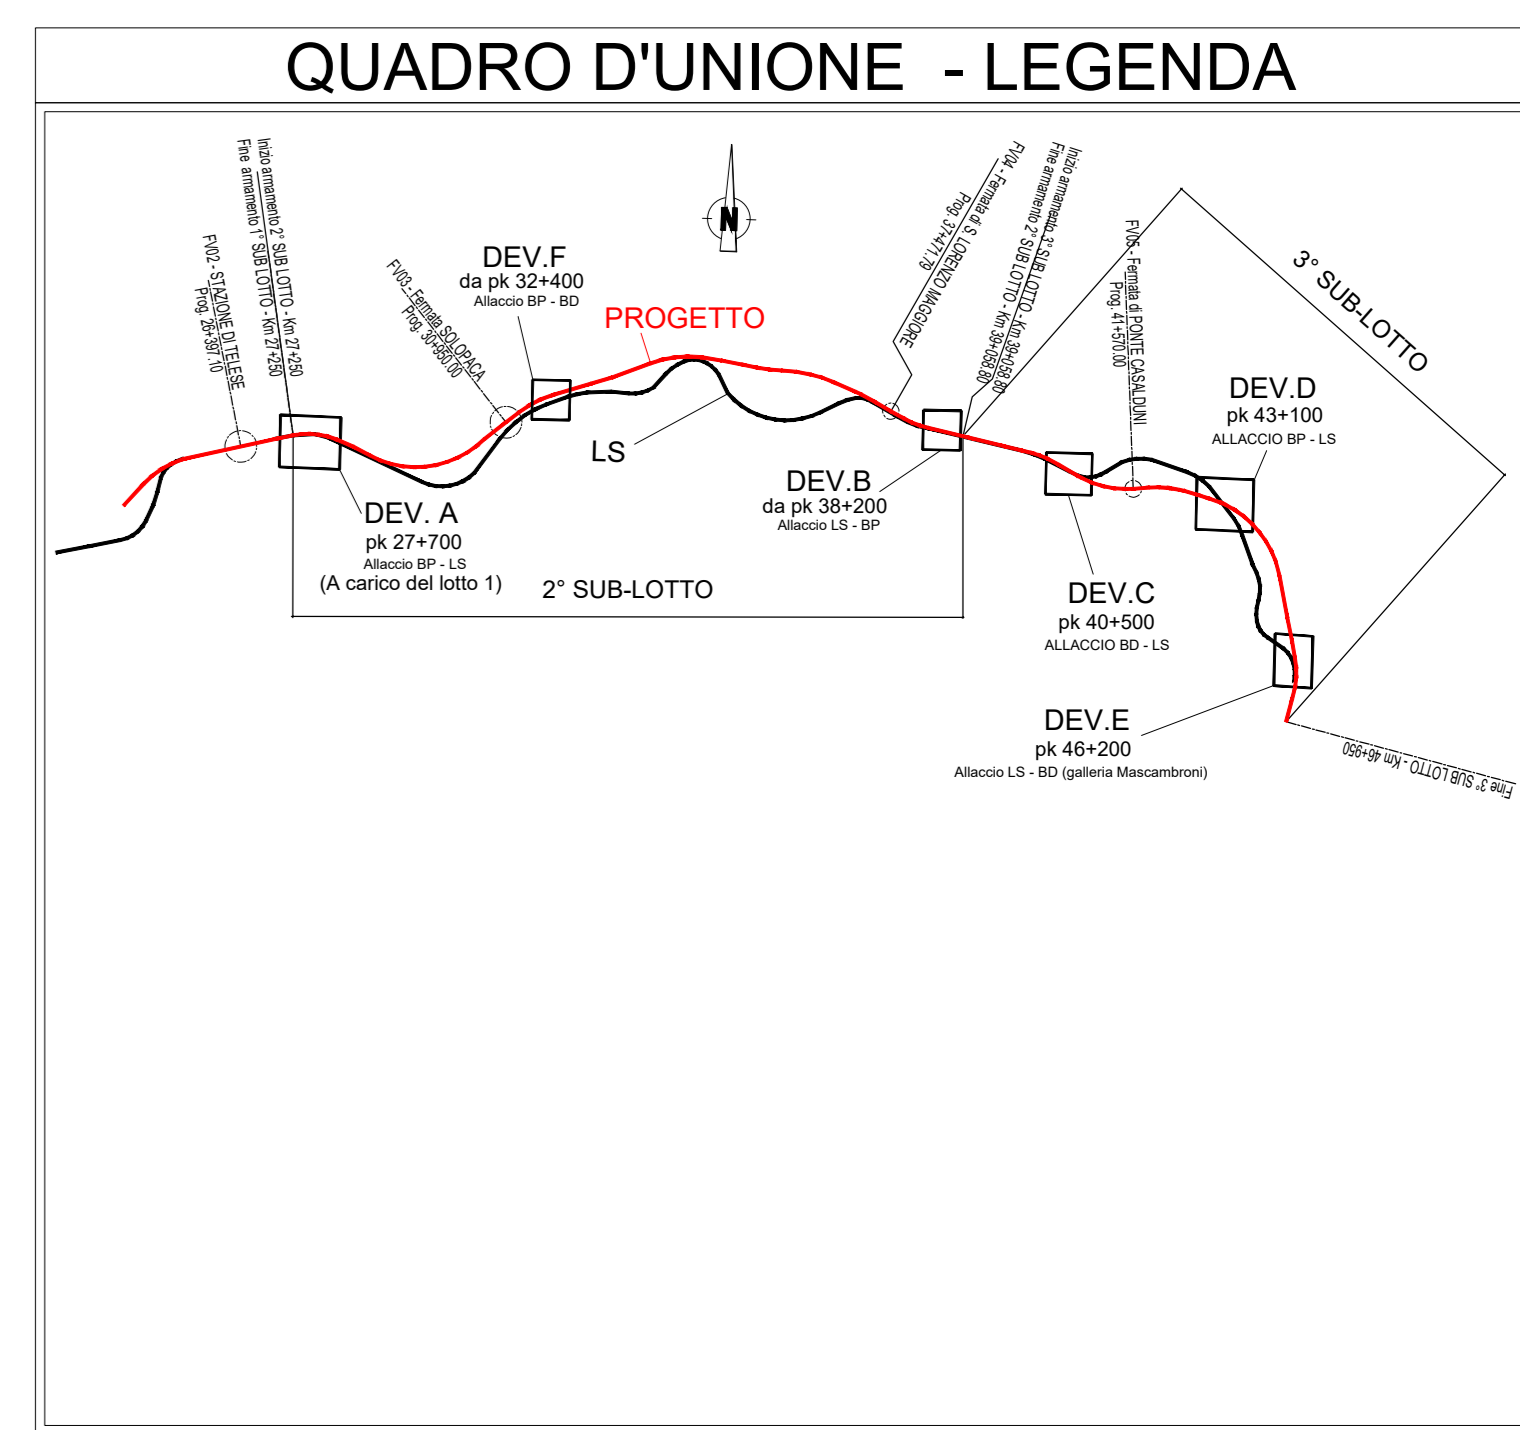 QUADRO D'UNIONE - LEGENDA
Inizio armamento 2° SUB LOTTO - Km 27+250
Fine armamento 1° SUB LOTTO - Km 27+250
FV02 - STAZIONE DI TELESE
Prog. 26+397.10
FV03 - Fermata SOLOPACA
Prog. 30+950.00
DEV.F
da pk 32+400
Allaccio BP - BD
PROGETTO
N
FV04 - Fermata di S. LORENZO MAGGIORE
Prog. 37+471.79
Inizio armamento 3° SUB LOTTO - Km 39+058.80
Fine armamento 2° SUB LOTTO - Km 39+058.80
FV05 - Fermata di PONTE CASALDUNI
Prog. 41+570.00
3° SUB-LOTTO
DEV.D
pk 43+100
ALLACCIO BP - LS
LS
DEV.B
da pk 38+200
Allaccio LS - BP
DEV. A
pk 27+700
Allaccio BP - LS
(A carico del lotto 1)
2° SUB-LOTTO
DEV.C
pk 40+500
ALLACCIO BD - LS
DEV.E
pk 46+200
Allaccio LS - BD (galleria Mascambroni)
Fine 3° SUB LOTTO - Km 46+950